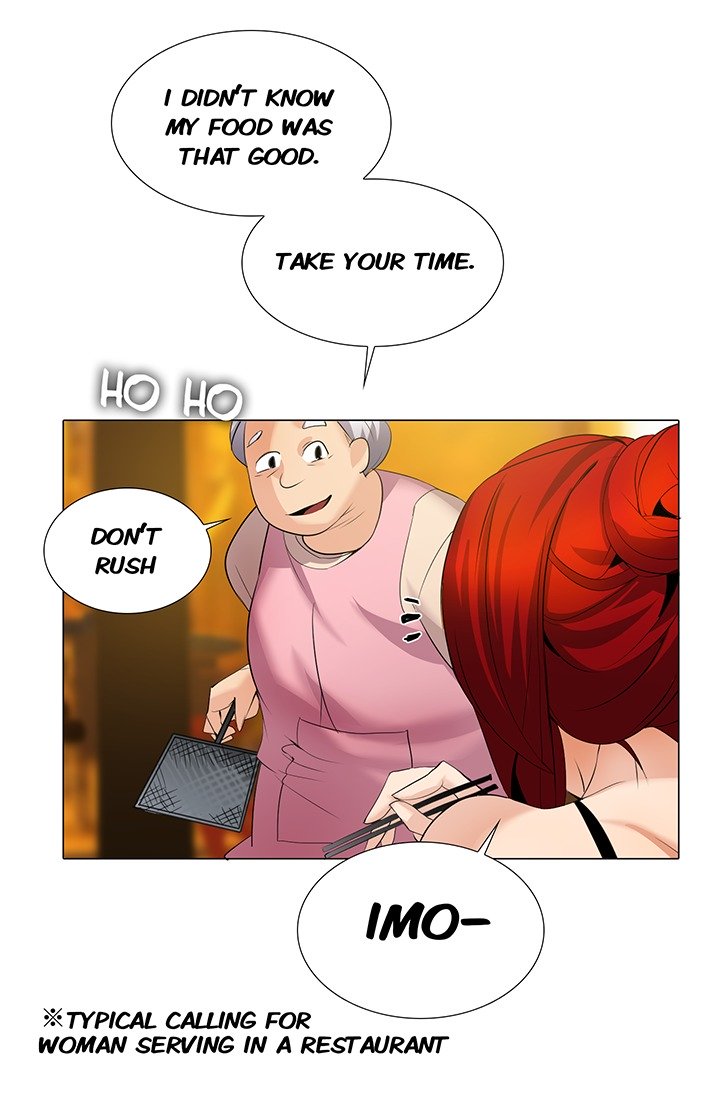 I DIDN'T KNOW
MY FOOD WAS
THAT GOOD.
TAKE YOUR TIME.
HO HO
DON'T
RUSH
IMO-
※TYPICAL CALLING FOR
WOMAN SERVING IN A RESTAURANT